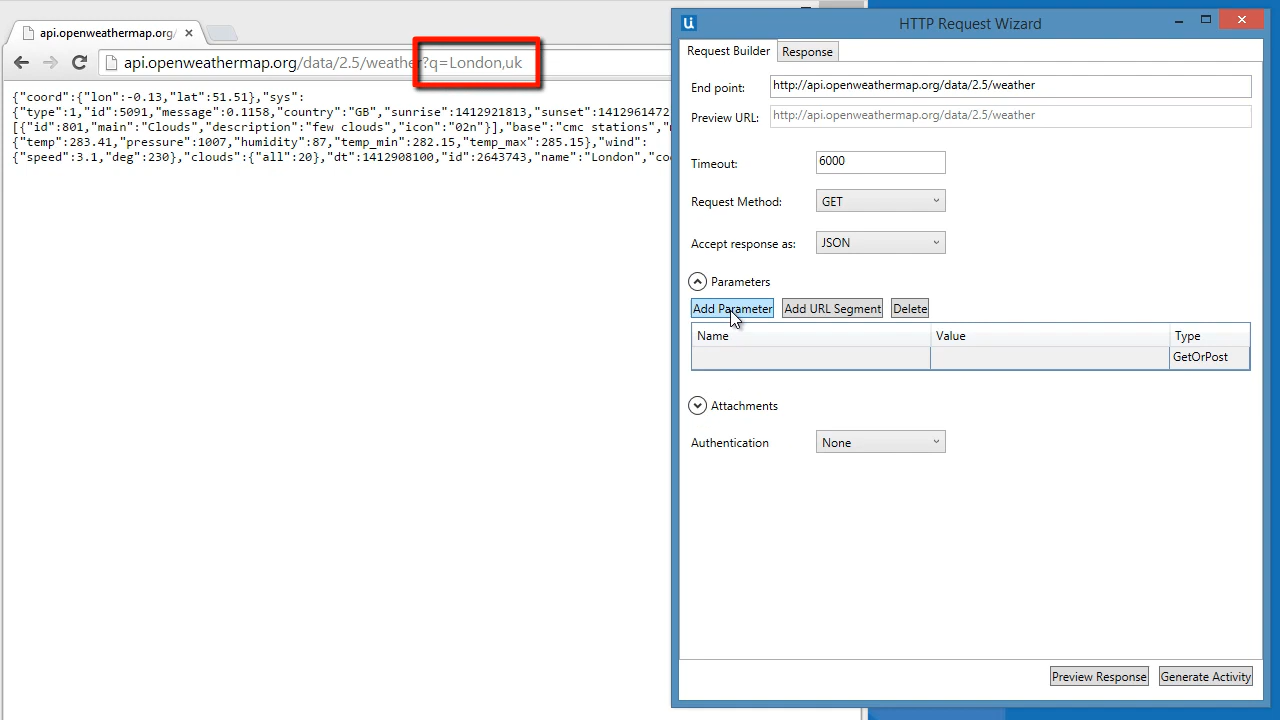 api.openweathermap.org/
api.openweathermap.org/data/2.5/weather?q=London,uk
{"coord":{"lon":-0.13,"lat":51.51},"sys":
{"type":1,"id":5091,"message":0.1158,"country":"GB","sunrise":1412921813,"sunset":1412961472
[{"id":801,"main":"Clouds","description":"few clouds","icon":"02n"}],"base":"cmc stations",
{"temp":283.41,"pressure":1007,"humidity":87,"temp_min":282.15,"temp_max":285.15},"wind":
{"speed":3.1,"deg":230},"clouds":{"all":20},"dt":1412908100,"id":2643743,"name":"London",
HTTP Request Wizard
Request Builder
Response
End point:
http://api.openweathermap.org/data/2.5/weather
Preview URL:
http://api.openweathermap.org/data/2.5/weather
Timeout:
6000
Request Method:
GET
Accept response as:
JSON
Parameters
Add Parameter
Add URL Segment
Delete
Name
Value
Type
GetOrPost
Attachments
Authentication
None
Preview Response
Generate Activity